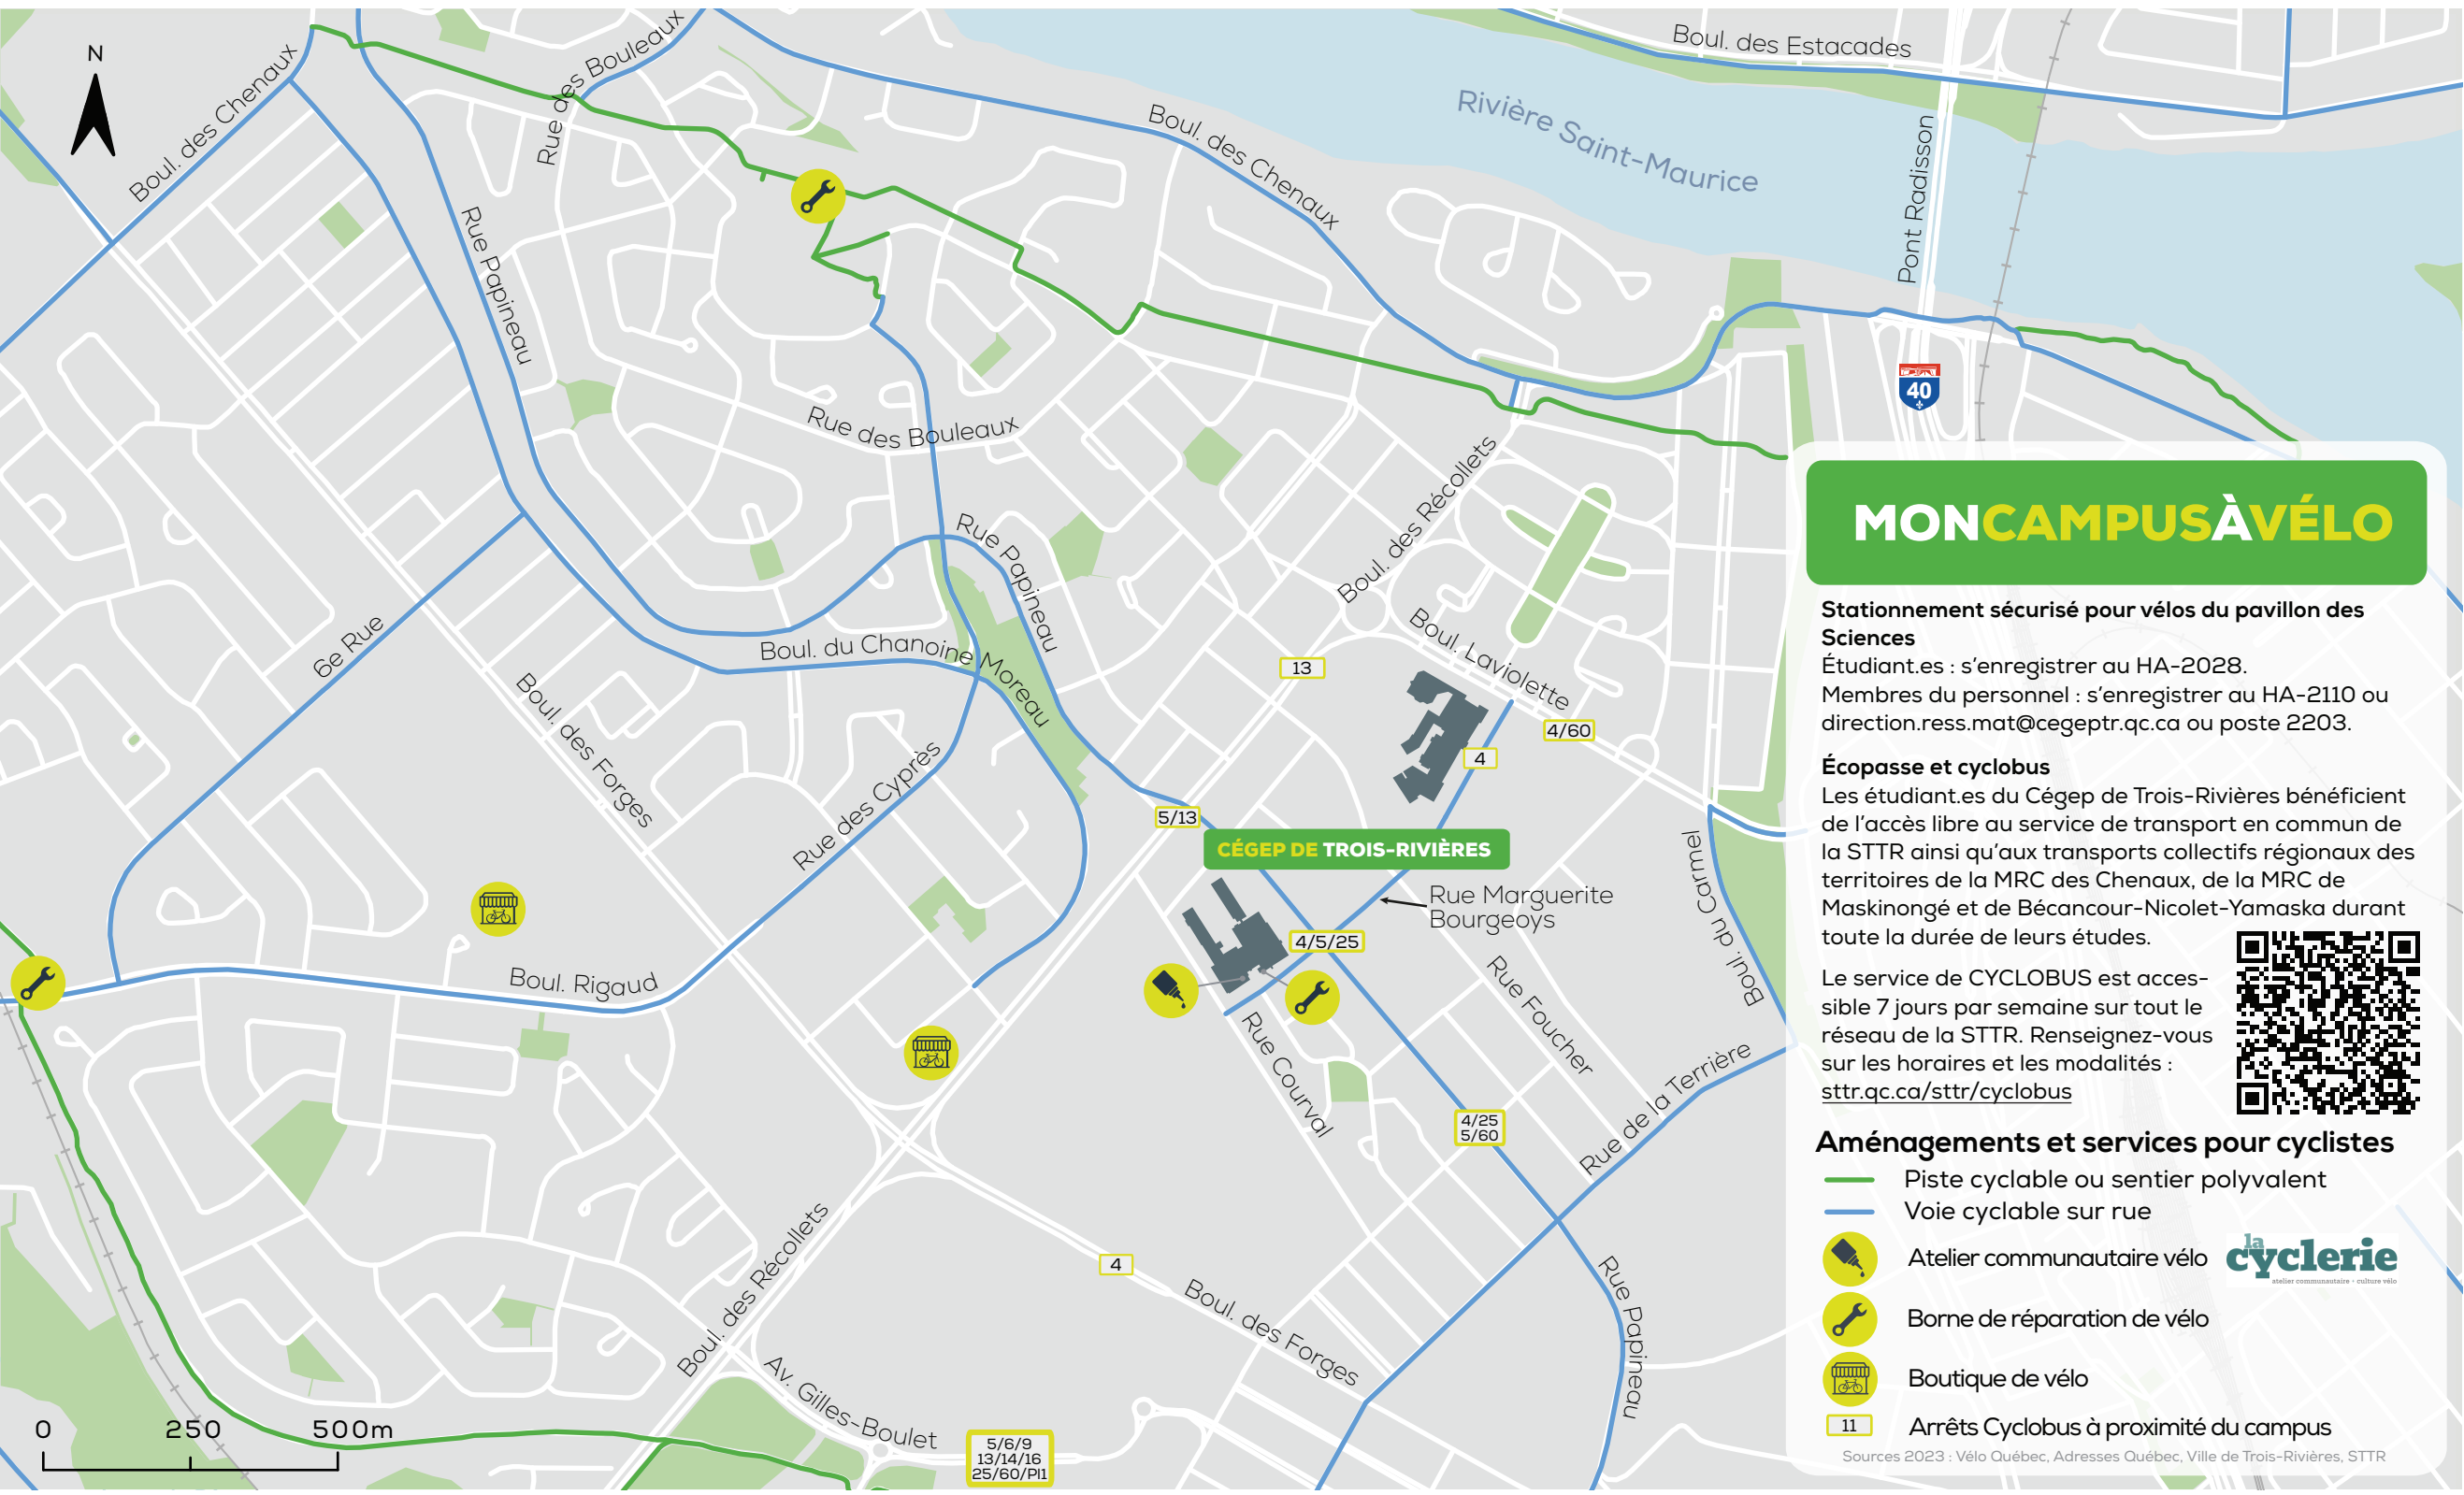 N
Boul. des Chenaux
Rue des Bouleaux
Rue Papineau
Boul. des Chenaux
Rivière Saint-Maurice
Boul. des Estacades
Pont Radisson
40
Rue des Bouleaux
Rue Papineau
Boul. des Récollets
Boul. Laviolette
Boul. du Chanoine Moreau
6e Rue
Boul. des Forges
Rue des Cyprès
13
4/60
4
5/13
CÉGEP DE TROIS-RIVIÈRES
Rue Marguerite
Bourgeoys
4/5/25
Boul. du Carmel
Boul. Rigaud
Rue Foucher
Rue Courval
4/25
5/60
Rue de la Terrière
Boul. des Récollets
4
Boul. des Forges
Rue Papineau
Av. Gilles-Boulet
5/6/9
13/14/16
25/60/PI1
0 250 500m
MONCAMPUSÀVÉLO
Stationnement sécurisé pour vélos du pavillon des
Sciences
Étudiant.es : s'enregistrer au HA-2028.
Membres du personnel : s'enregistrer au HA-2110 ou
direction.ress.mat@cegeptr.qc.ca ou poste 2203.
Écopasse et cyclobus
Les étudiant.es du Cégep de Trois-Rivières bénéficient
de l'accès libre au service de transport en commun de
la STTR ainsi qu'aux transports collectifs régionaux des
territoires de la MRC des Chenaux, de la MRC de
Maskinongé et de Bécancour-Nicolet-Yamaska durant
toute la durée de leurs études.
Le service de CYCLOBUS est acces-
sible 7 jours par semaine sur tout le
réseau de la STTR. Renseignez-vous
sur les horaires et les modalités :
sttr.qc.ca/sttr/cyclobus
Aménagements et services pour cyclistes
Piste cyclable ou sentier polyvalent
Voie cyclable sur rue
Atelier communautaire vélo
la
cyclerie
atelier communautaire • culture vélo
Borne de réparation de vélo
Boutique de vélo
11
Arrêts Cyclobus à proximité du campus
Sources 2023 : Vélo Québec, Adresses Québec, Ville de Trois-Rivières, STTR